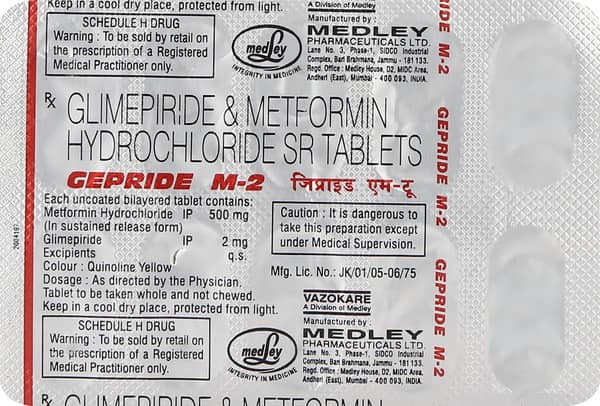 Keep in a cool dry place, protected from light.
SCHEDULE H DRUG
Warning : To be sold by retail on
the prescription of a Registered
Medical Practitioner only.
medley
INTEGRITY IN MEDICINE
A Division of Medley
Manufactured by :
MEDLEY
PHARMACEUTICALS LTD.
Lane No. 3, Phase-1, SIDCO Industrial
Complex, Bari Brahmana, Jammu - 181 133.
Regd. Office : Medley House, D2, MIDC Area,
Andheri (East), Mumbai - 400 093, INDIA.
Rx GLIMEPIRIDE & METFORMIN
HYDROCHLORIDE SR TABLETS
GEPRIDE M-2 जिप्राइड एम-टू
Each uncoated bilayered tablet contains:
Metformin Hydrochloride IP 500 mg
(In sustained release form)
Glimepiride IP 2 mg
Excipients q.s.
Colour : Quinoline Yellow
Dosage : As directed by the Physician.
Tablet to be taken whole and not chewed.
Keep in a cool dry place, protected from light.
Caution : It is dangerous to
take this preparation except
under Medical Supervision.
Mfg. Lic. No.: JK/01/05-06/75
SCHEDULE H DRUG
Warning : To be sold by retail on
the prescription of a Registered
Medical Practitioner only.
medley
INTEGRITY IN MEDICINE
VAZOKARE
A Division of Medley
Manufactured by :
MEDLEY
PHARMACEUTICALS LTD.
Lane No. 3, Phase-1, SIDCO Industrial
Complex, Bari Brahmana, Jammu - 181 133.
Regd. Office : Medley House, D2, MIDC Area,
Andheri (East), Mumbai - 400 093, INDIA.
GLIMEPIRIDE & METFORMIN
M-2
GEPRIDE M-2
GEPRIDE M-2